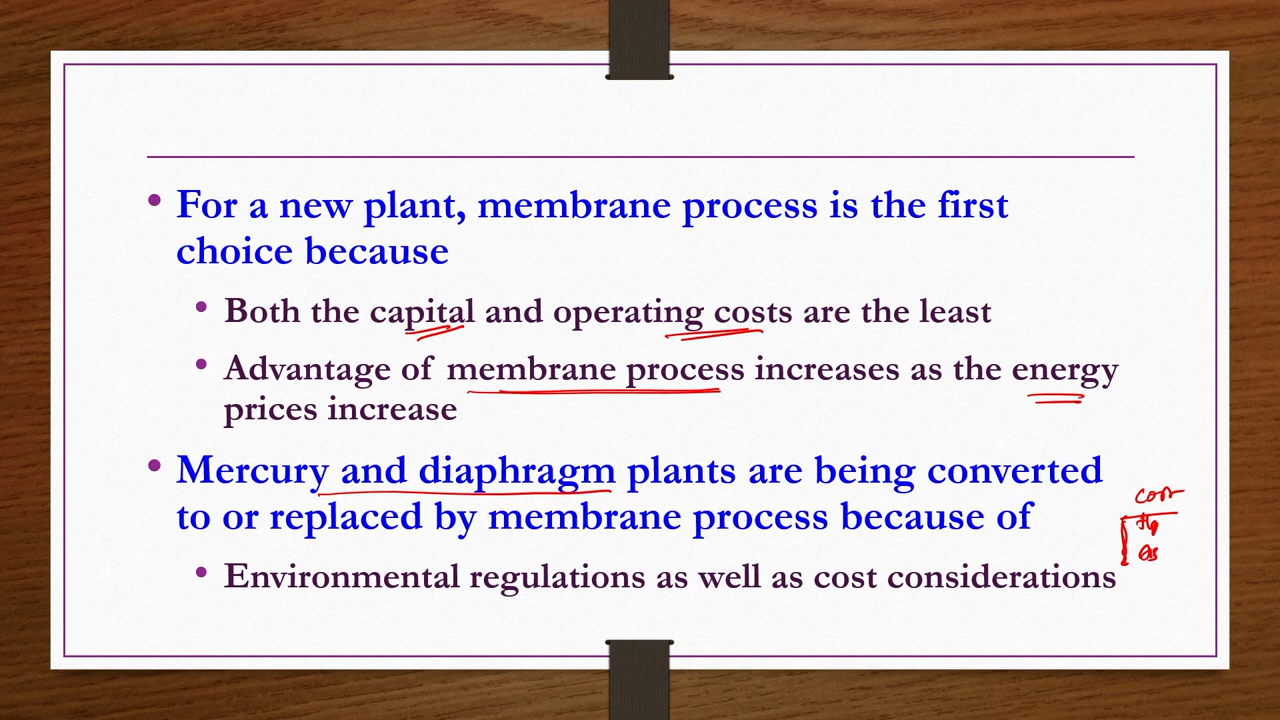 • For a new plant, membrane process is the first
choice because
• Both the capital and operating costs are the least
• Advantage of membrane process increases as the energy
prices increase
• Mercury and diaphragm plants are being converted
to or replaced by membrane process because of
• Environmental regulations as well as cost considerations
Hg